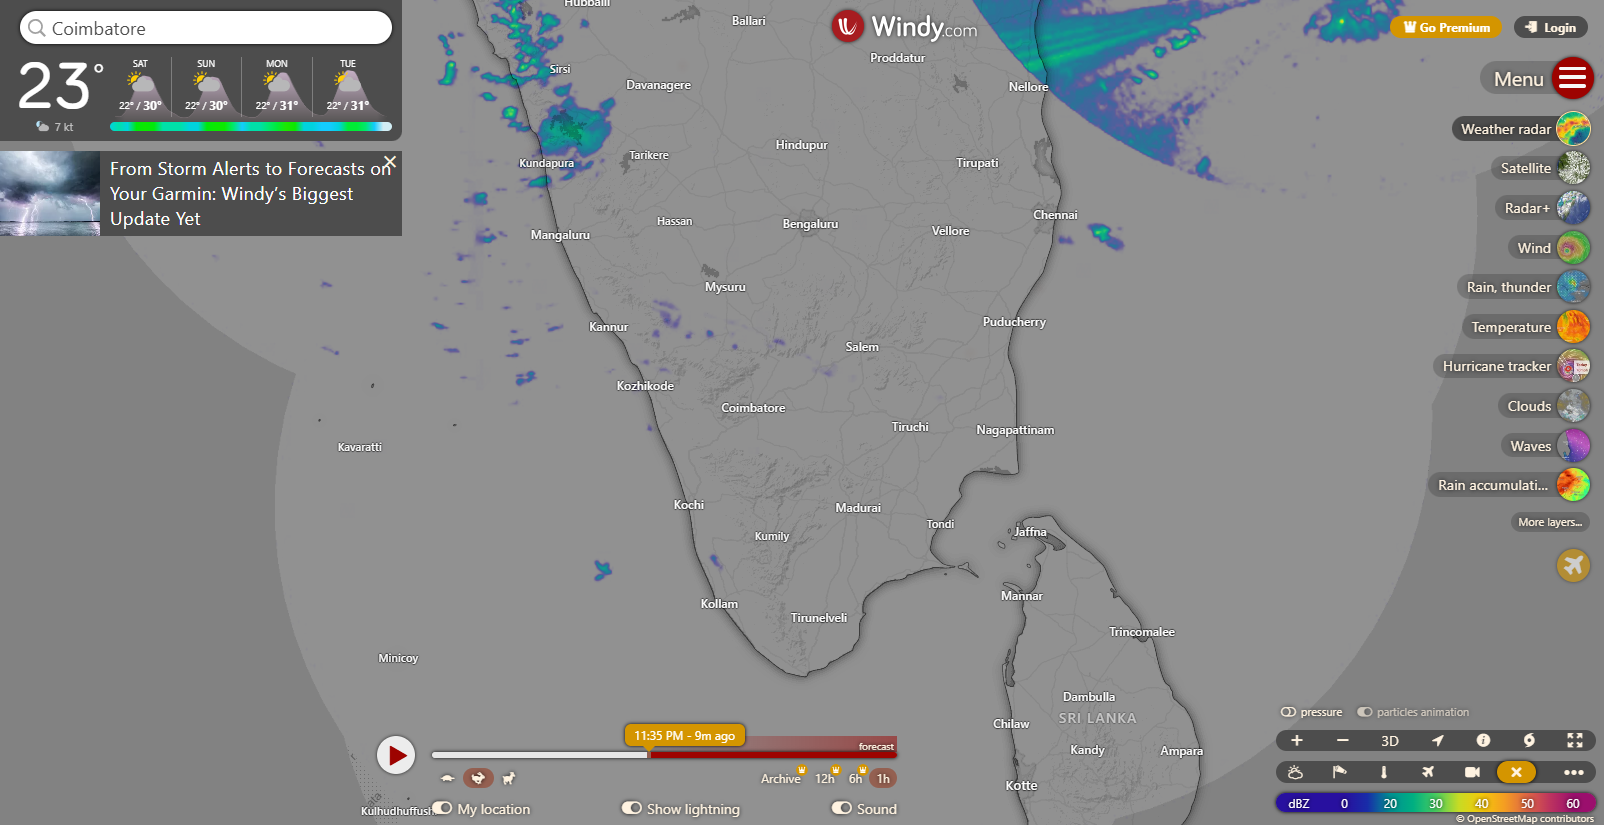 Coimbatore
Windy.com
Go Premium
Login
23°
7 kt
SAT SUN MON TUE
22° / 30° 22° / 30° 22° / 31° 22° / 31°
From Storm Alerts to Forecasts on
Your Garmin: Windy's Biggest
Update Yet
Menu
Weather radar
Satellite
Radar+
Wind
Rain, thunder
Temperature
Hurricane tracker
Clouds
Waves
Rain accumulati...
More layers...
Hubballi
Ballari
Proddatur
Sirsi
Davanagere
Nellore
Hindupur
Kundapura
Tarikere
Tirupati
Hassan
Bengaluru
Chennai
Mangaluru
Vellore
Mysuru
Kannur
Puducherry
Salem
Kozhikode
Coimbatore
Tiruchi
Nagapattinam
Kavaratti
Kochi
Madurai
Tondi
Kumily
Jaffna
Mannar
Kollam
Tirunelveli
Trincomalee
Minicoy
Dambulla
SRI LANKA
Chilaw
Kandy
Ampara
Kotte
Kulhudhuffushi
11:35 PM - 9m ago
forecast
Archive 12h 6h 1h
My location
Show lightning
Sound
pressure
particles animation
+ − 3D
dBZ 0 20 30 40 50 60
© OpenStreetMap contributors